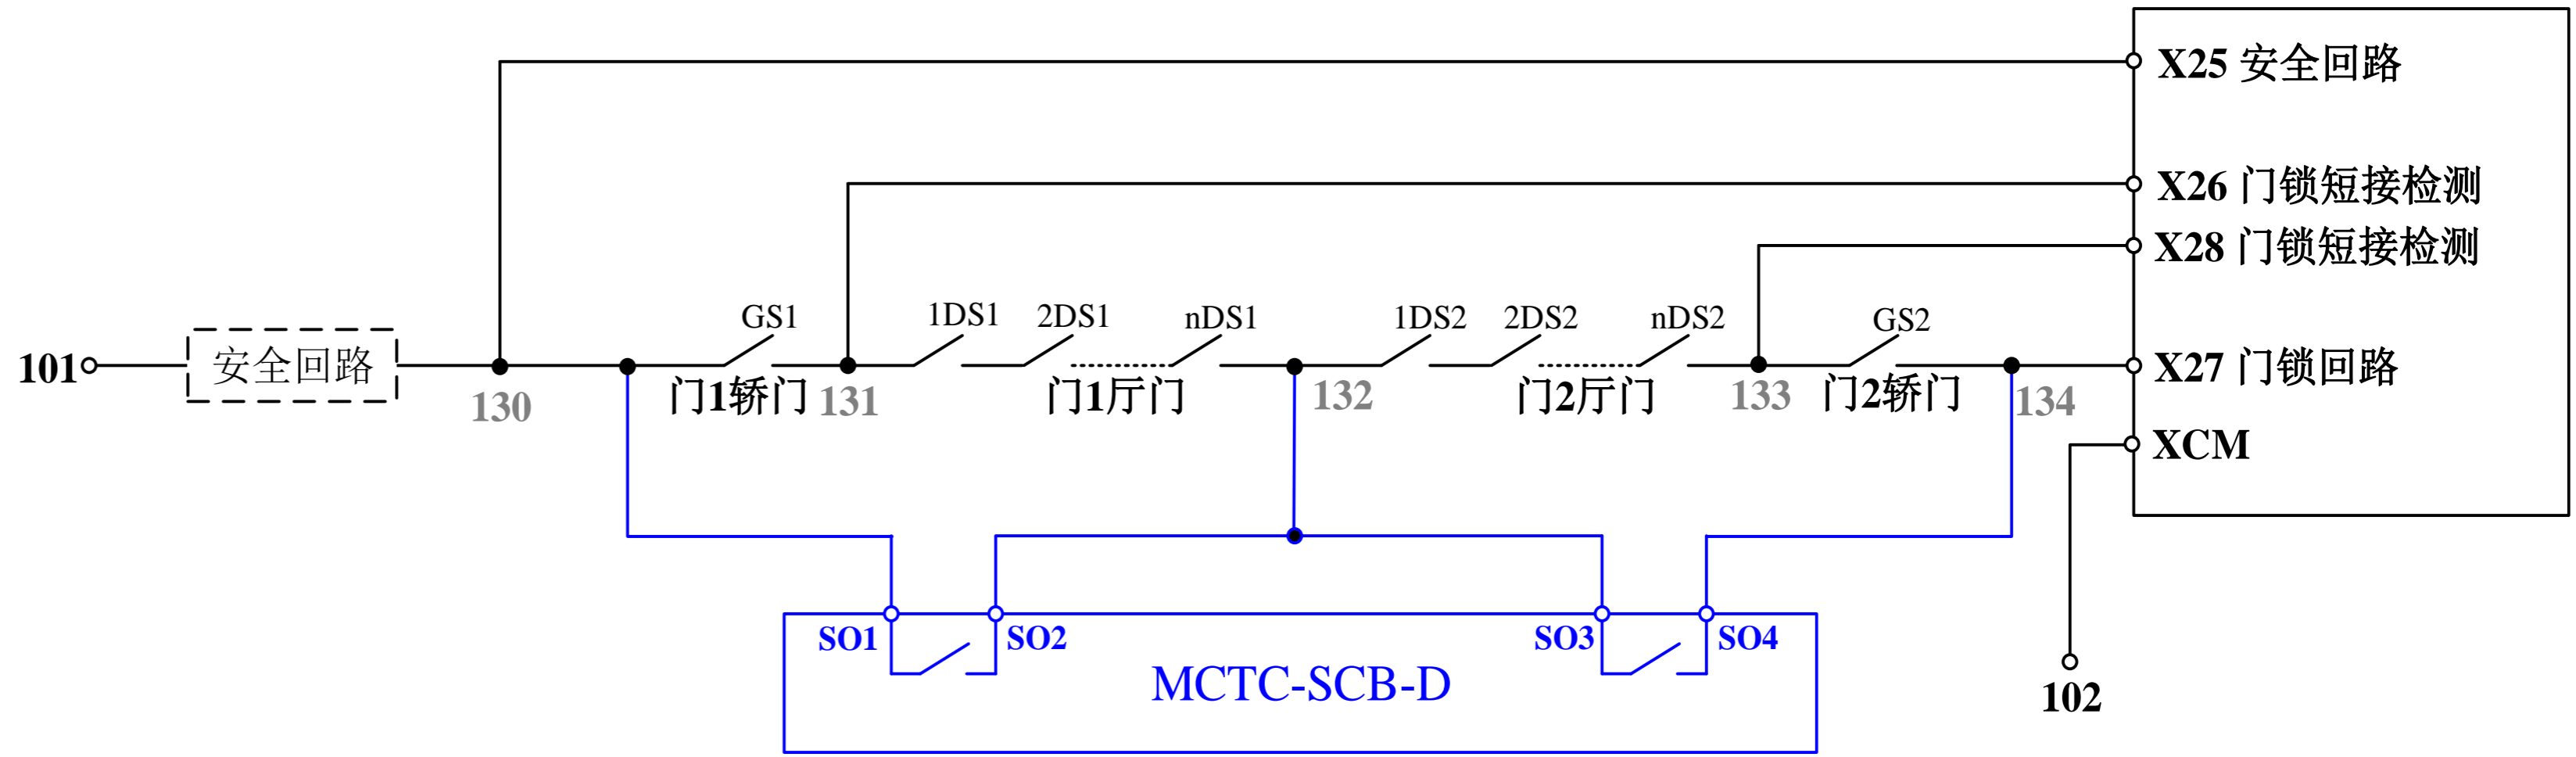 X25 安全回路
X26 门锁短接检测
X28 门锁短接检测
GS1
1DS1
2DS1
nDS1
1DS2
2DS2
nDS2
GS2
101
安全回路
130
门1轿门
131
门1厅门
132
门2厅门
133
门2轿门
134
X27 门锁回路
XCM
SO1
SO2
SO3
SO4
MCTC-SCB-D
102